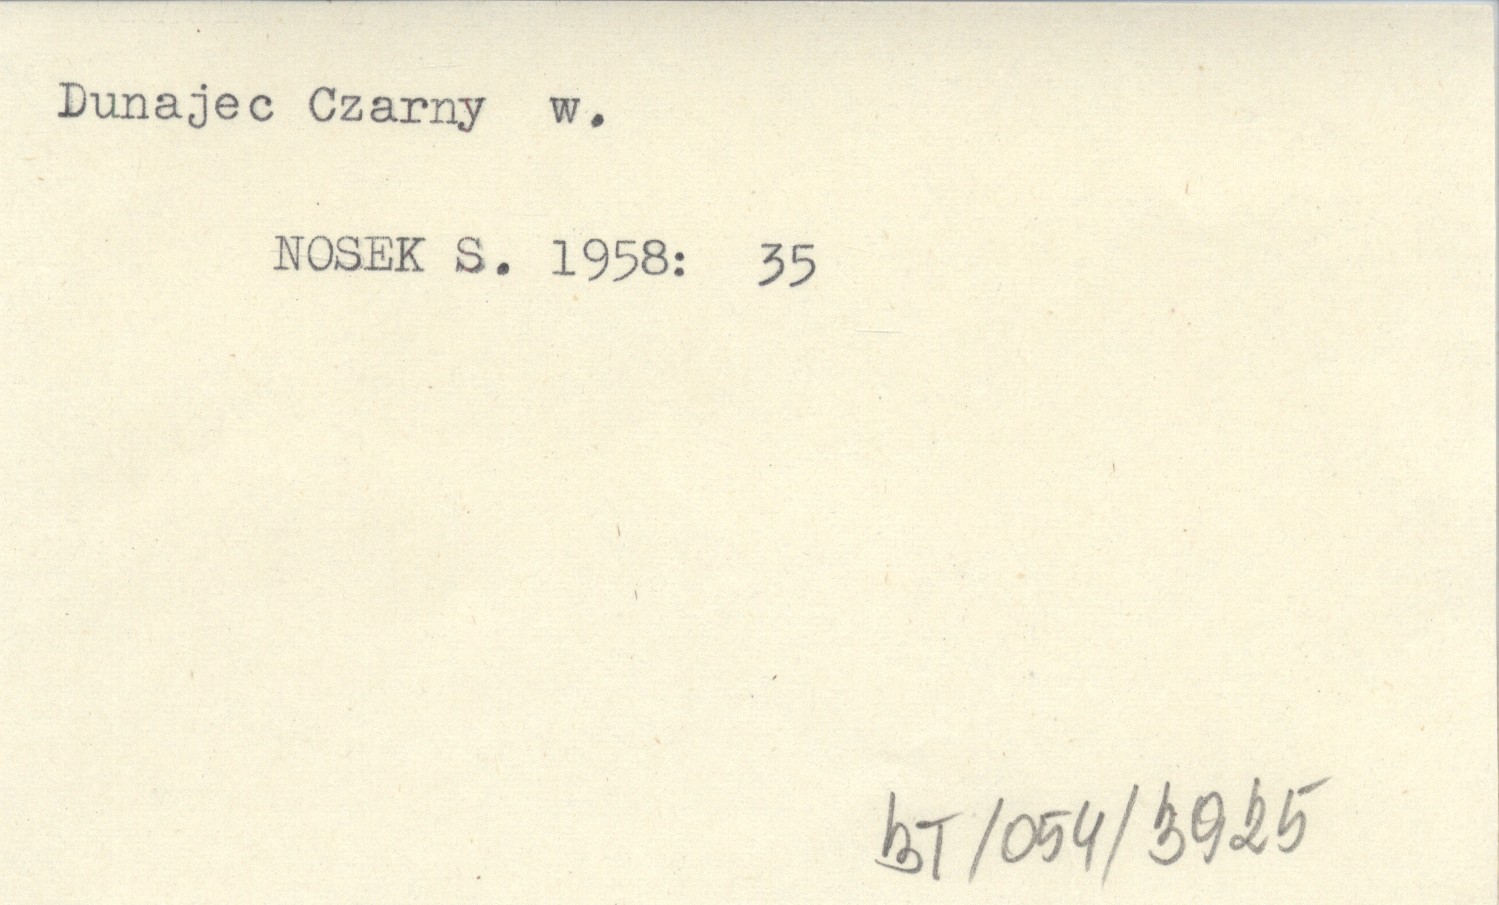 Dunajec Czarny w.
NOSEK S. 1958: 35
BT/054/3925